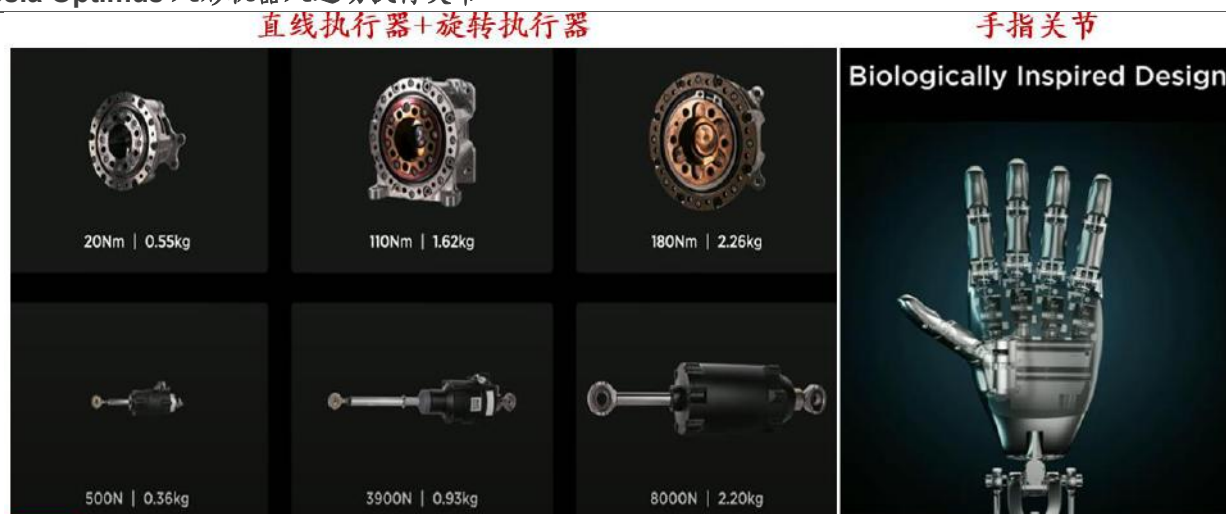 Optimus
直线执行器+旋转执行器
手指关节
Biologically Inspired Design
20Nm | 0.55kg
110Nm | 1.62kg
180Nm | 2.26kg
500N | 0.36kg
3900N | 0.93kg
8000N | 2.20kg